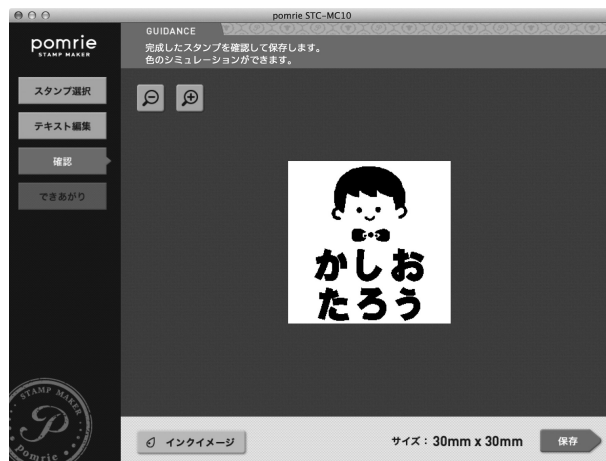 pomrie STC-MC10
pomrie
STAMP MAKER
GUIDANCE
完成したスタンプを確認して保存します。
色のシミュレーションができます。
スタンプ選択
テキスト編集
確認
できあがり
かしお
たろう
STAMP MAKER
P
pomrie
インクイメージ
サイズ：30mm x 30mm
保存